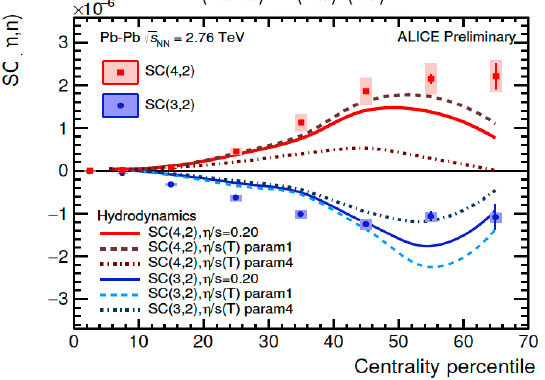 ×10⁻⁶
SC(m,n)
Pb-Pb √sNN = 2.76 TeV
ALICE Preliminary
SC(4,2)
SC(3,2)
3
2
1
0
−1
−2
−3
Hydrodynamics
SC(4,2),η/s=0.20
SC(4,2),η/s(T) param1
SC(4,2),η/s(T) param4
SC(3,2),η/s=0.20
SC(3,2),η/s(T) param1
SC(3,2),η/s(T) param4
0 10 20 30 40 50 60 70
Centrality percentile